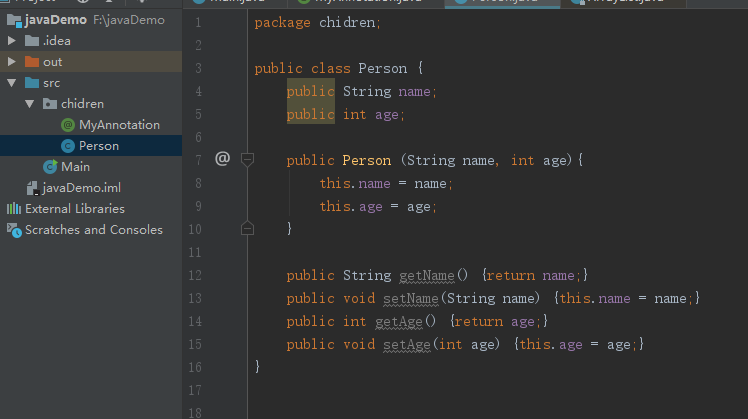 javaDemo F:\javaDemo
.idea
out
src
chidren
MyAnnotation
Person
Main
javaDemo.iml
External Libraries
Scratches and Consoles
1 package chidren;
2
3 public class Person {
4 public String name;
5 public int age;
6
7 @ public Person (String name, int age){
8 this.name = name;
9 this.age = age;
10 }
11
12 public String getName() {return name;}
13 public void setName(String name) {this.name = name;}
14 public int getAge() {return age;}
15 public void setAge(int age) {this.age = age;}
16 }
17
18